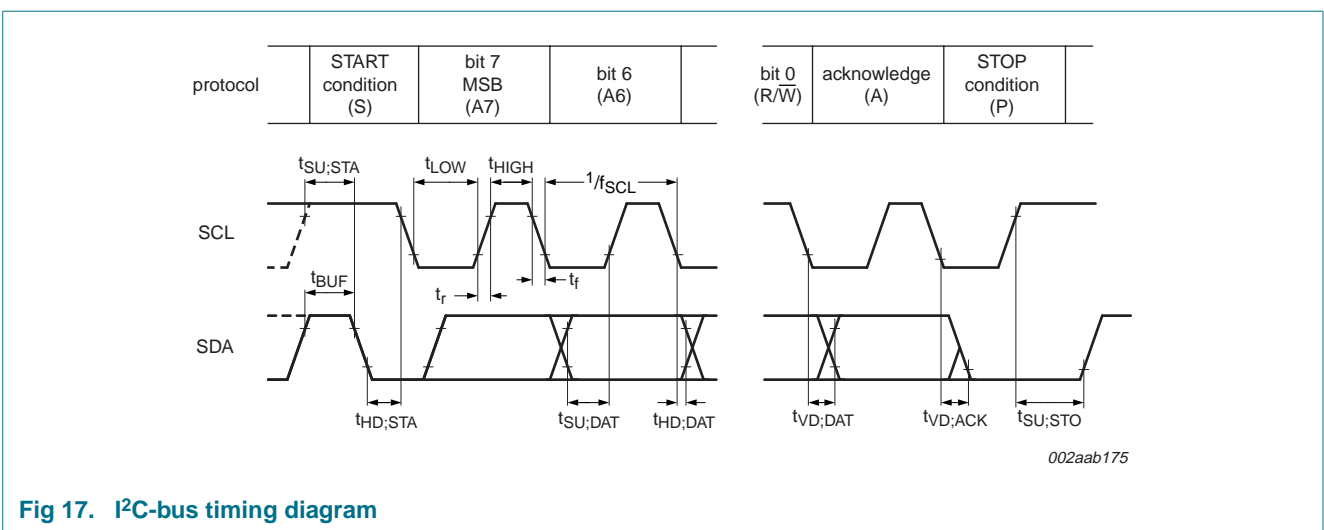 protocol
START
condition
(S)
bit 7
MSB
(A7)
bit 6
(A6)
bit 0
(R/W̅)
acknowledge
(A)
STOP
condition
(P)
tSU;STA
tLOW
tHIGH
1/fSCL
SCL
tBUF
tr
tf
SDA
tHD;STA
tSU;DAT
tHD;DAT
tVD;DAT
tVD;ACK
tSU;STO
002aab175
Fig 17. I²C-bus timing diagram